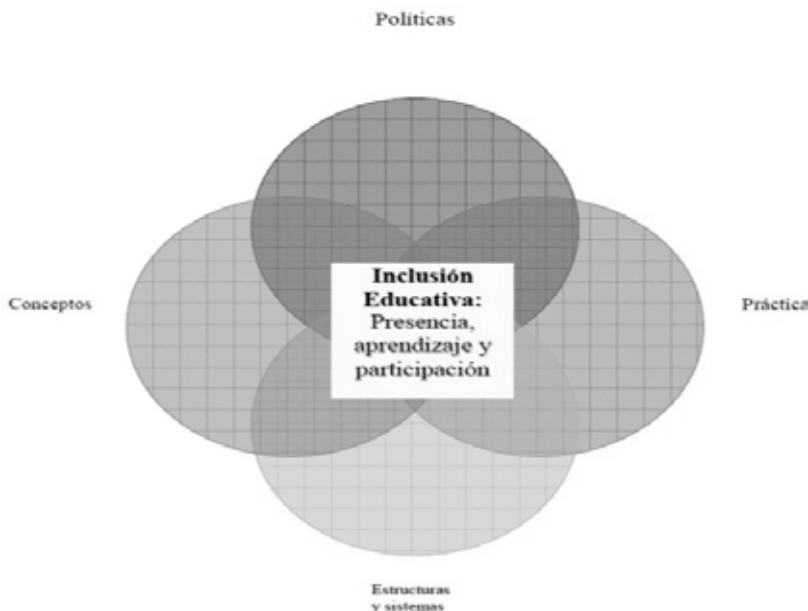 Políticas
Conceptos
Inclusión
Educativa:
Presencia,
aprendizaje y
participación
Práctica
Estructuras
y sistemas